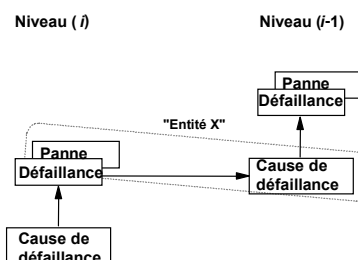 Niveau ( i)
Niveau (i-1)
Panne
Défaillance
"Entité X"
Panne
Défaillance
Cause de
défaillance
Cause de
défaillance